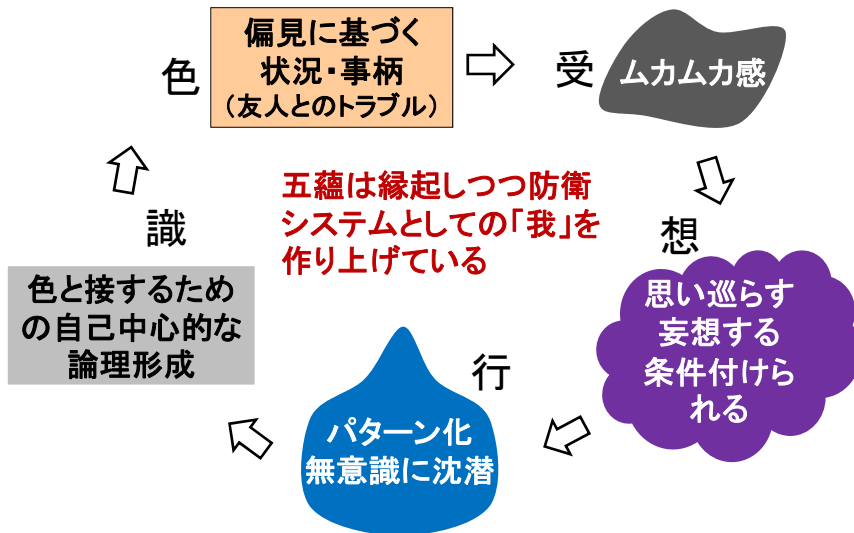 色
偏見に基づく
状況・事柄
(友人とのトラブル)
受
ムカムカ感
五蘊は縁起しつつ防衛
システムとしての「我」を
作り上げている
想
思い巡らす
妄想する
条件付けら
れる
行
パターン化
無意識に沈潜
識
色と接するため
の自己中心的な
論理形成